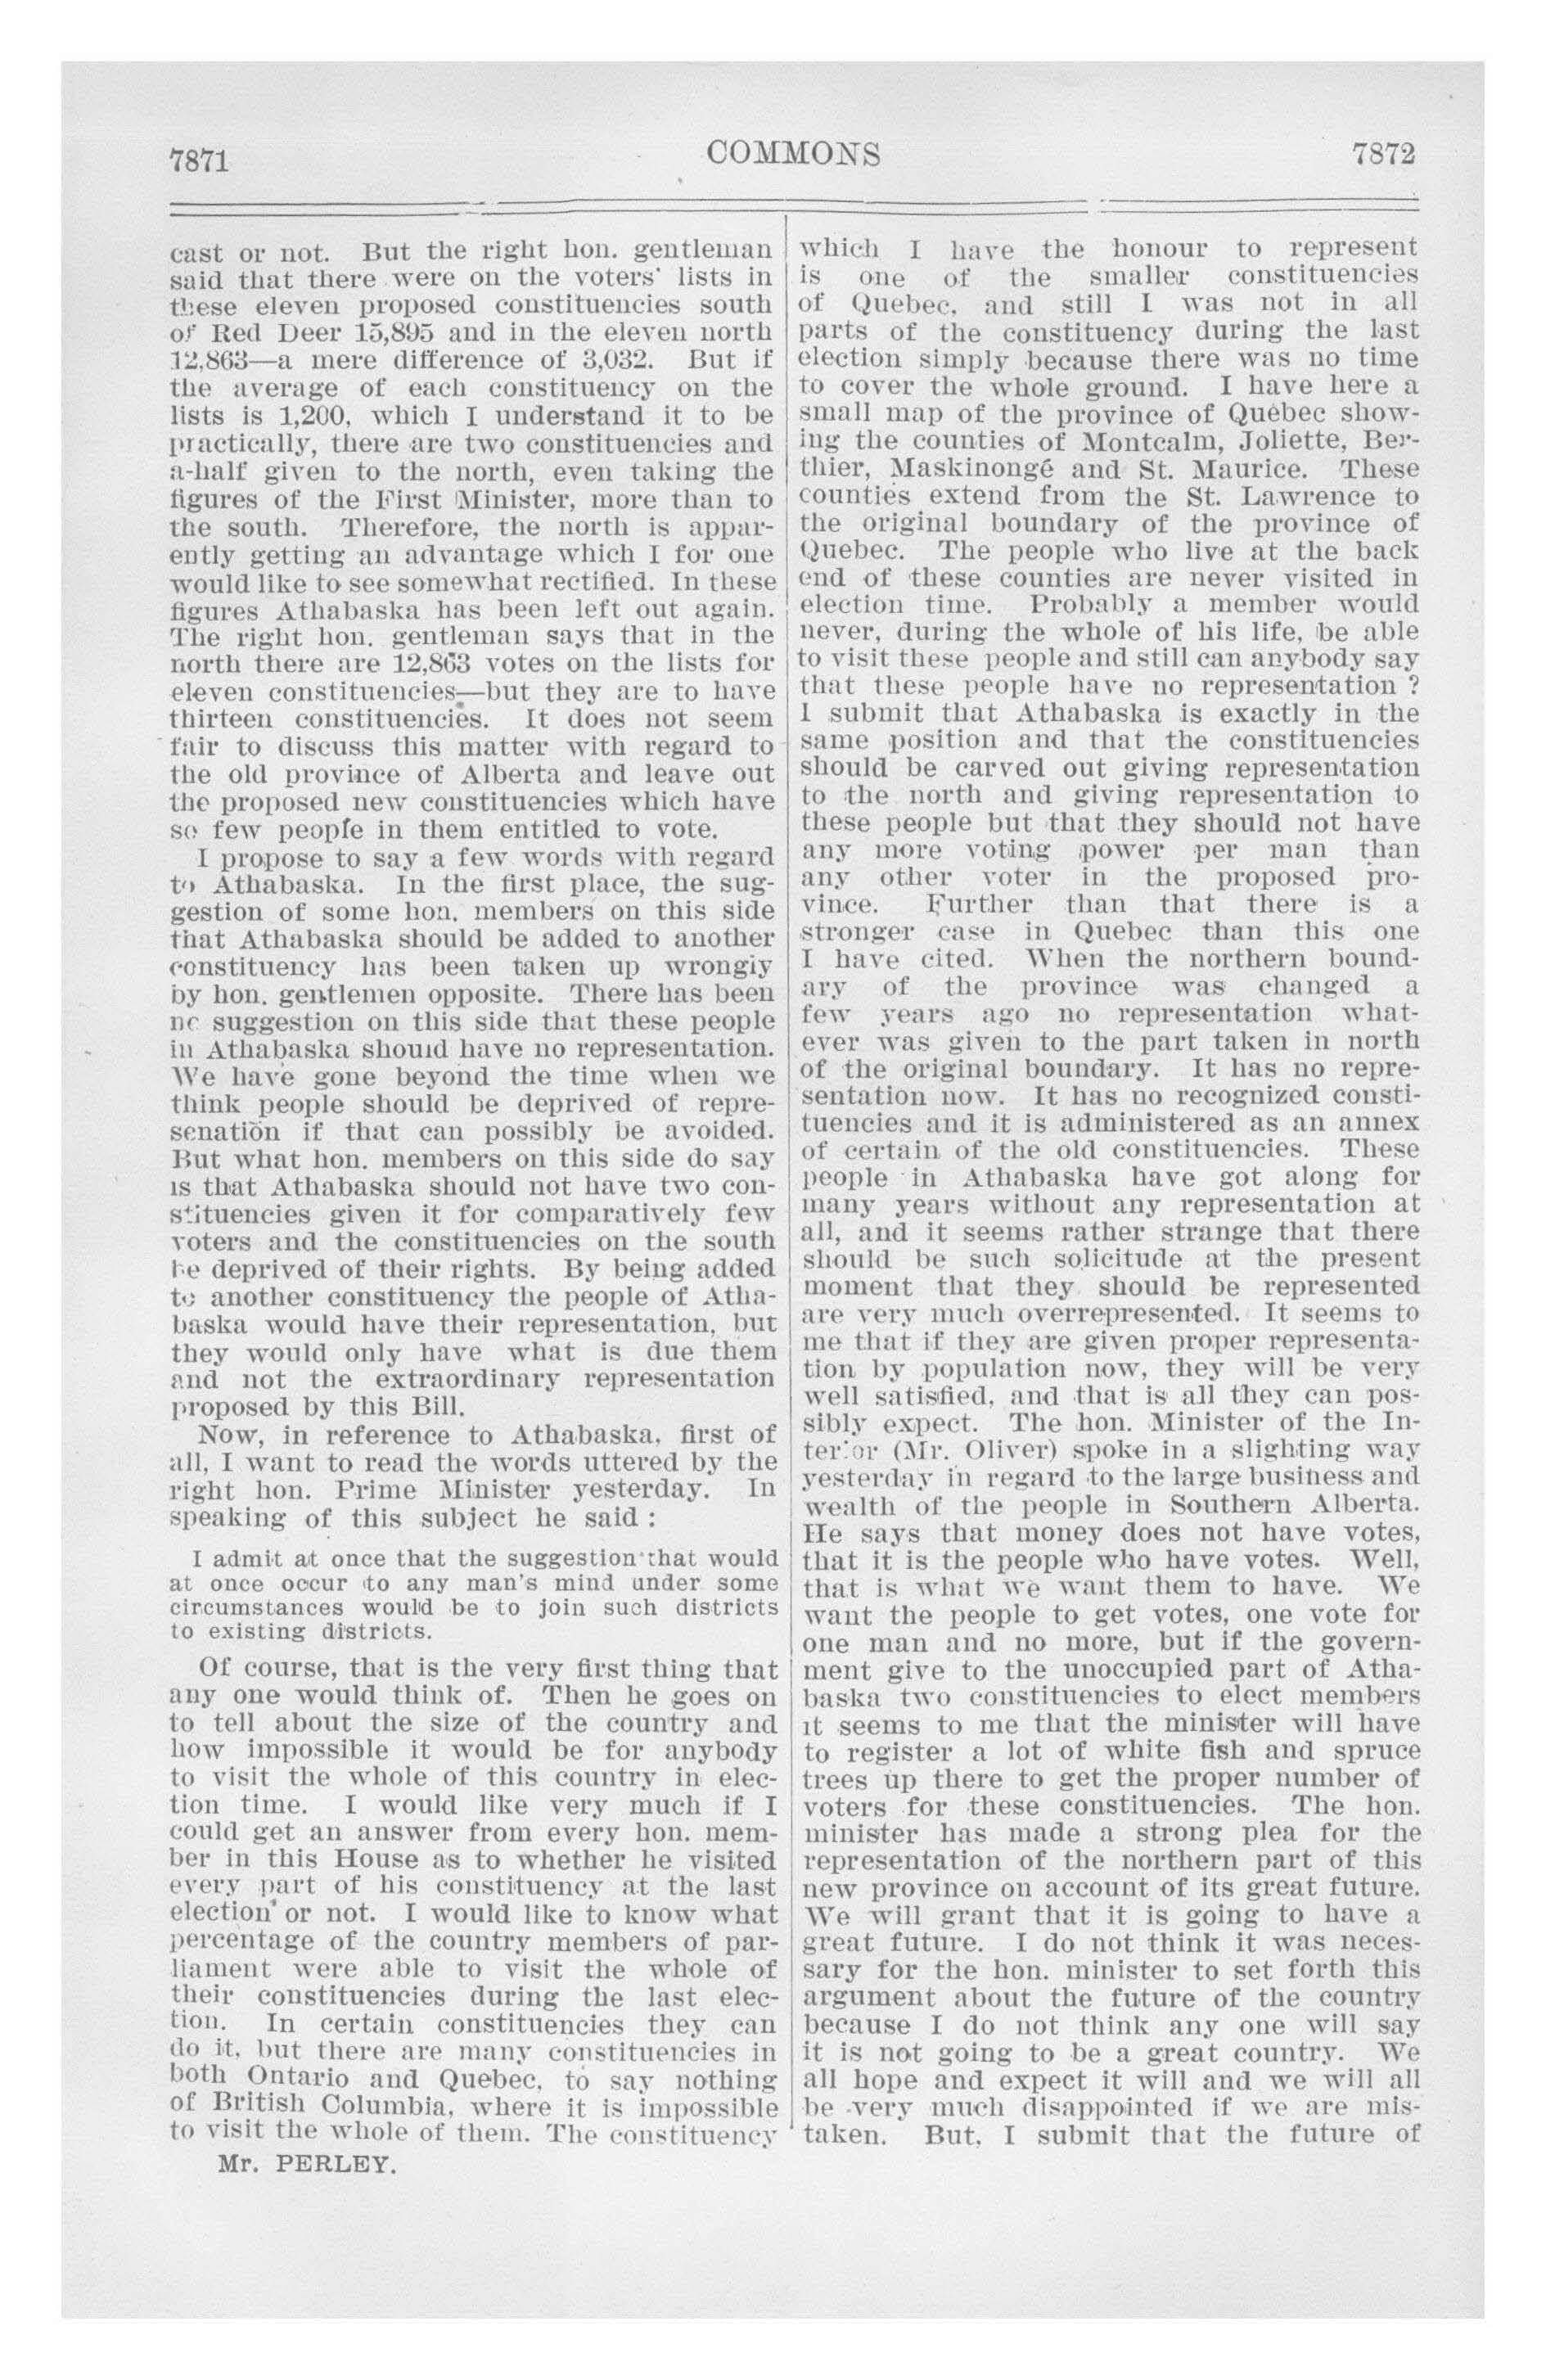 7871
COMMONS
7872
cast or not. But the right hon. gentleman
said that there were on the voters' lists in
these eleven proposed constituencies south
of Red Deer 15,895 and in the eleven north
12,863—a mere difference of 3,032. But if
the average of each constituency on the
lists is 1,200, which I understand it to be
practically, there are two constituencies and
a-half given to the north, even taking the
figures of the First Minister, more than to
the south. Therefore, the north is appar-
ently getting an advantage which I for one
would like to see somewhat rectified. In these
figures Athabaska has been left out again.
The right hon. gentleman says that in the
north there are 12,863 votes on the lists for
eleven constituencies—but they are to have
thirteen constituencies. It does not seem
fair to discuss this matter with regard to
the old province of Alberta and leave out
the proposed new constituencies which have
so few people in them entitled to vote.
I propose to say a few words with regard
to Athabaska. In the first place, the sug-
gestion of some hon. members on this side
that Athabaska should be added to another
constituency has been taken up wrongly
by hon. gentlemen opposite. There has been
no suggestion on this side that these people
in Athabaska should have no representation.
We have gone beyond the time when we
think people should be deprived of repre-
senation if that can possibly be avoided.
But what hon. members on this side do say
is that Athabaska should not have two con-
stituencies given it for comparatively few
voters and the constituencies on the south
be deprived of their rights. By being added
to another constituency the people of Atha-
baska would have their representation, but
they would only have what is due them
and not the extraordinary representation
proposed by this Bill.
Now, in reference to Athabaska, first of
all, I want to read the words uttered by the
right hon. Prime Minister yesterday. In
speaking of this subject he said :
I admit at once that the suggestion that would
at once occur to any man's mind under some
circumstances would be to join such districts
to existing districts.
Of course, that is the very first thing that
any one would think of. Then he goes on
to tell about the size of the country and
how impossible it would be for anybody
to visit the whole of this country in elec-
tion time. I would like very much if I
could get an answer from every hon. mem-
ber in this House as to whether he visited
every part of his constituency at the last
election or not. I would like to know what
percentage of the country members of par-
liament were able to visit the whole of
their constituencies during the last elec-
tion. In certain constituencies they can
do it, but there are many constituencies in
both Ontario and Quebec, to say nothing
of British Columbia, where it is impossible
to visit the whole of them. The constituency
Mr. PERLEY.
which I have the honour to represent
is one of the smaller constituencies
of Quebec, and still I was not in all
parts of the constituency during the last
election simply because there was no time
to cover the whole ground. I have here a
small map of the province of Quebec show-
ing the counties of Montcalm, Joliette, Ber-
thier, Maskinongé and St. Maurice. These
counties extend from the St. Lawrence to
the original boundary of the province of
Quebec. The people who live at the back
end of these counties are never visited in
election time. Probably a member would
never, during the whole of his life, be able
to visit these people and still can anybody say
that these people have no representation ?
I submit that Athabaska is exactly in the
same position and that the constituencies
should be carved out giving representation
to the north and giving representation to
these people but that they should not have
any more voting power per man than
any other voter in the proposed pro-
vince. Further than that there is a
stronger case in Quebec than this one
I have cited. When the northern bound-
ary of the province was changed a
few years ago no representation what-
ever was given to the part taken in north
of the original boundary. It has no repre-
sentation now. It has no recognized consti-
tuencies and it is administered as an annex
of certain of the old constituencies. These
people in Athabaska have got along for
many years without any representation at
all, and it seems rather strange that there
should be such solicitude at the present
moment that they should be represented
are very much overrepresented. It seems to
me that if they are given proper representa-
tion by population now, they will be very
well satisfied, and that is all they can pos-
sibly expect. The hon. Minister of the In-
terior (Mr. Oliver) spoke in a slighting way
yesterday in regard to the large business and
wealth of the people in Southern Alberta.
He says that money does not have votes,
that it is the people who have votes. Well,
that is what we want them to have. We
want the people to get votes, one vote for
one man and no more, but if the govern-
ment give to the unoccupied part of Atha-
baska two constituencies to elect members
it seems to me that the minister will have
to register a lot of white fish and spruce
trees up there to get the proper number of
voters for these constituencies. The hon.
minister has made a strong plea for the
representation of the northern part of this
new province on account of its great future.
We will grant that it is going to have a
great future. I do not think it was neces-
sary for the hon. minister to set forth this
argument about the future of the country
because I do not think any one will say
it is not going to be a great country. We
all hope and expect it will and we will all
be very much disappointed if we are mis-
taken. But, I submit that the future of